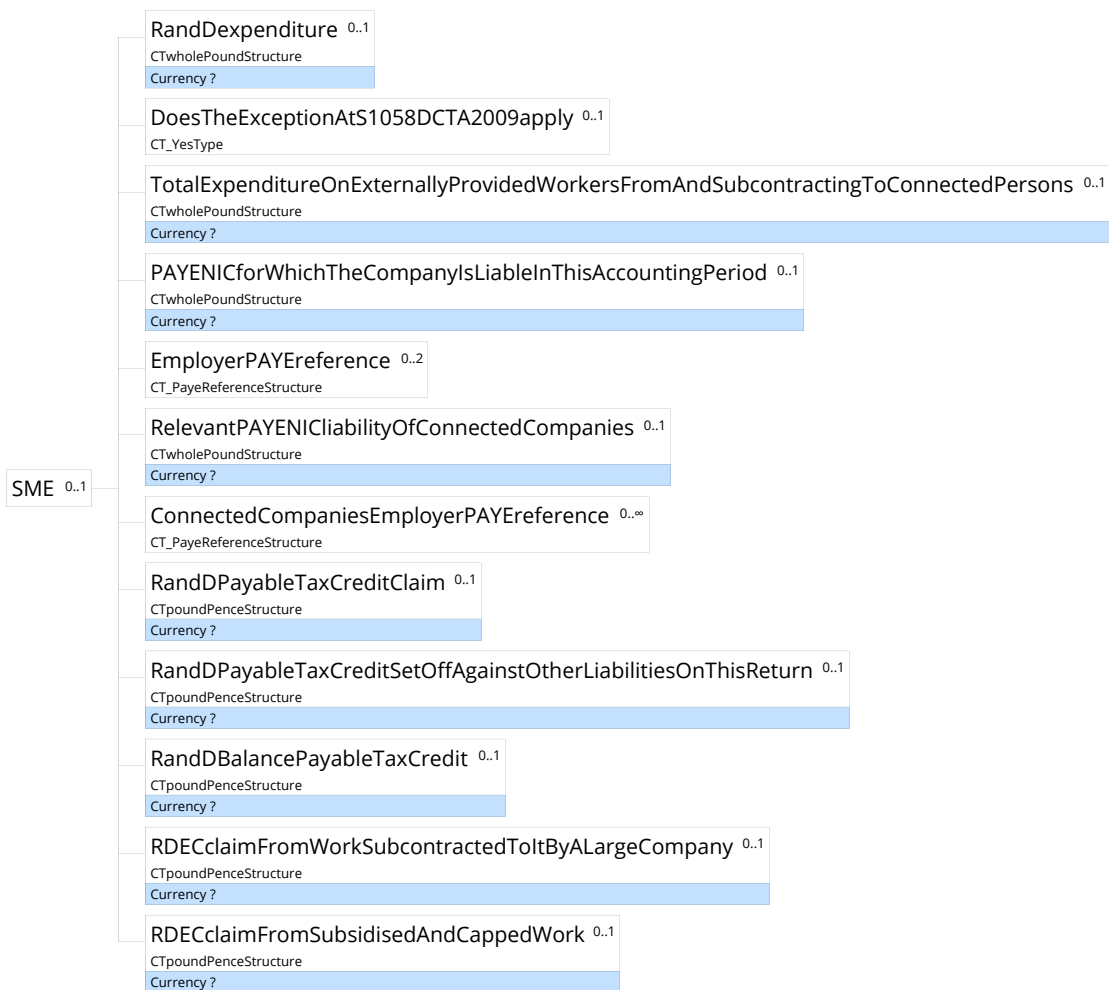 RandDexpenditure 0..1
CTwholePoundStructure
Currency ?
DoesTheExceptionAtS1058DCTA2009apply 0..1
CT_YesType
TotalExpenditureOnExternallyProvidedWorkersFromAndSubcontractingToConnectedPersons 0..1
CTwholePoundStructure
Currency ?
PAYENICforWhichTheCompanyIsLiableInThisAccountingPeriod 0..1
CTwholePoundStructure
Currency ?
EmployerPAYEreference 0..2
CT_PayeReferenceStructure
RelevantPAYENICliabilityOfConnectedCompanies 0..1
CTwholePoundStructure
Currency ?
SME 0..1
ConnectedCompaniesEmployerPAYEreference 0..∞
CT_PayeReferenceStructure
RandDPayableTaxCreditClaim 0..1
CTpoundPenceStructure
Currency ?
RandDPayableTaxCreditSetOffAgainstOtherLiabilitiesOnThisReturn 0..1
CTpoundPenceStructure
Currency ?
RandDBalancePayableTaxCredit 0..1
CTpoundPenceStructure
Currency ?
RDECclaimFromWorkSubcontractedToItByALargeCompany 0..1
CTpoundPenceStructure
Currency ?
RDECclaimFromSubsidisedAndCappedWork 0..1
CTpoundPenceStructure
Currency ?